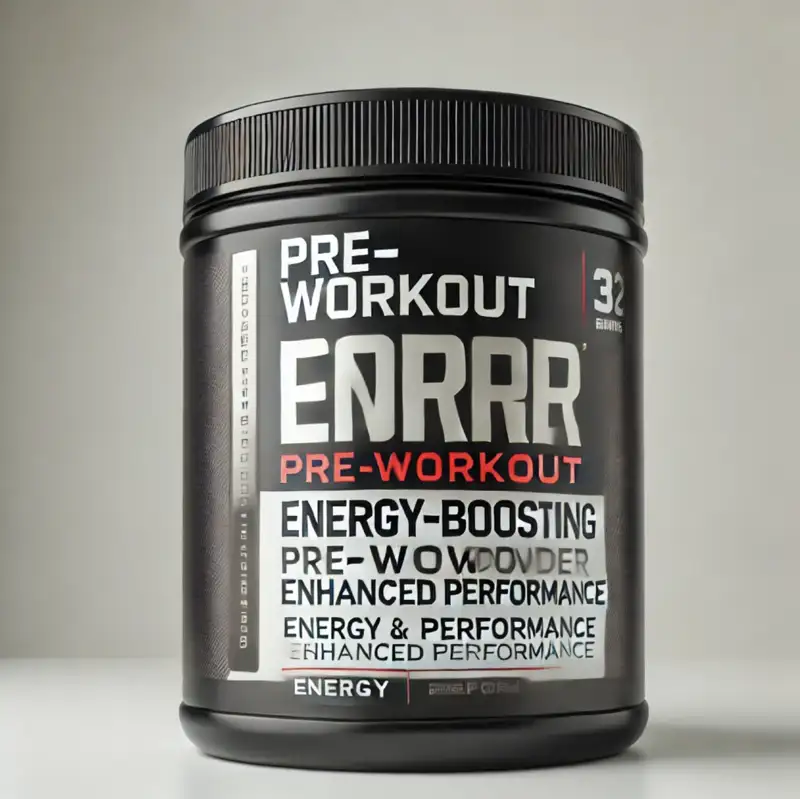 PRE-
WORKOUT
32
ENRRR
PRE-WORKOUT
ENERGY-BOOSTING
ENHANCED PERFORMANCE
ENERGY & PERFORMANCE
ENHANCED PERFORMANCE
ENERGY